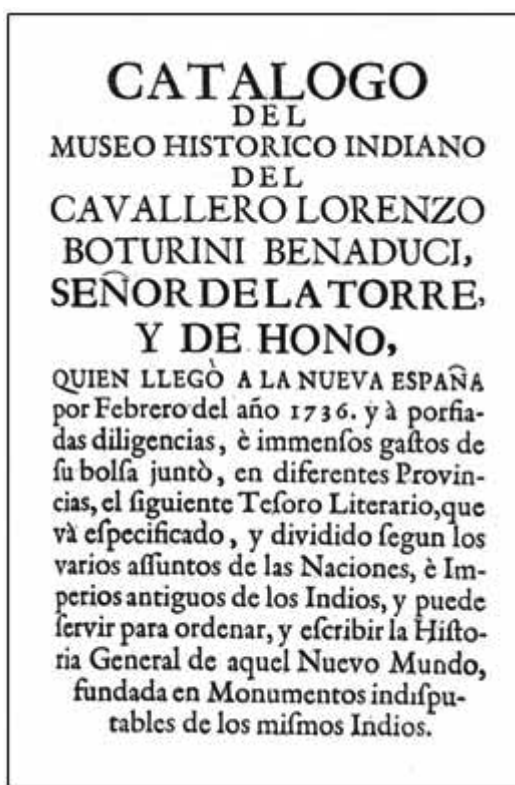 CATALOGO
DEL
MUSEO HISTORICO INDIANO
DEL
CAVALLERO LORENZO
BOTURINI BENADUCI,
SEÑOR DE LA TORRE,
Y DE HONO,
QUIEN LLEGÒ A LA NUEVA ESPAÑA
por Febrero del año 1736. y à porfia-
das diligencias, è immenſos gaſtos de
ſu bolſa juntò, en diferentes Provin-
cias, el ſiguiente Teſoro Literario, que
và eſpecificado, y dividido ſegun los
varios aſſuntos de las Naciones, è Im-
perios antiguos de los Indios, y puede
ſervir para ordenar, y eſcribir la Hiſto-
ria General de aquel Nuevo Mundo,
fundada en Monumentos indiſpu-
tables de los miſmos Indios.